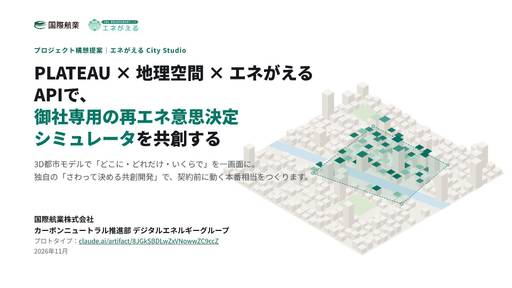 国際航業
エネがえる
プロジェクト構想提案｜エネがえる City Studio
PLATEAU × 地理空間 × エネがえる
APIで、
御社専用の再エネ意思決定
シミュレータを共創する
3D都市モデルで「どこに・どれだけ・いくらで」を一画面に。
独自の「さわって決める共創開発」で、契約前に動く本番相当をつくります。
国際航業株式会社
カーボンニュートラル推進部 デジタルエネルギーグループ
プロトタイプ：
2026年11月